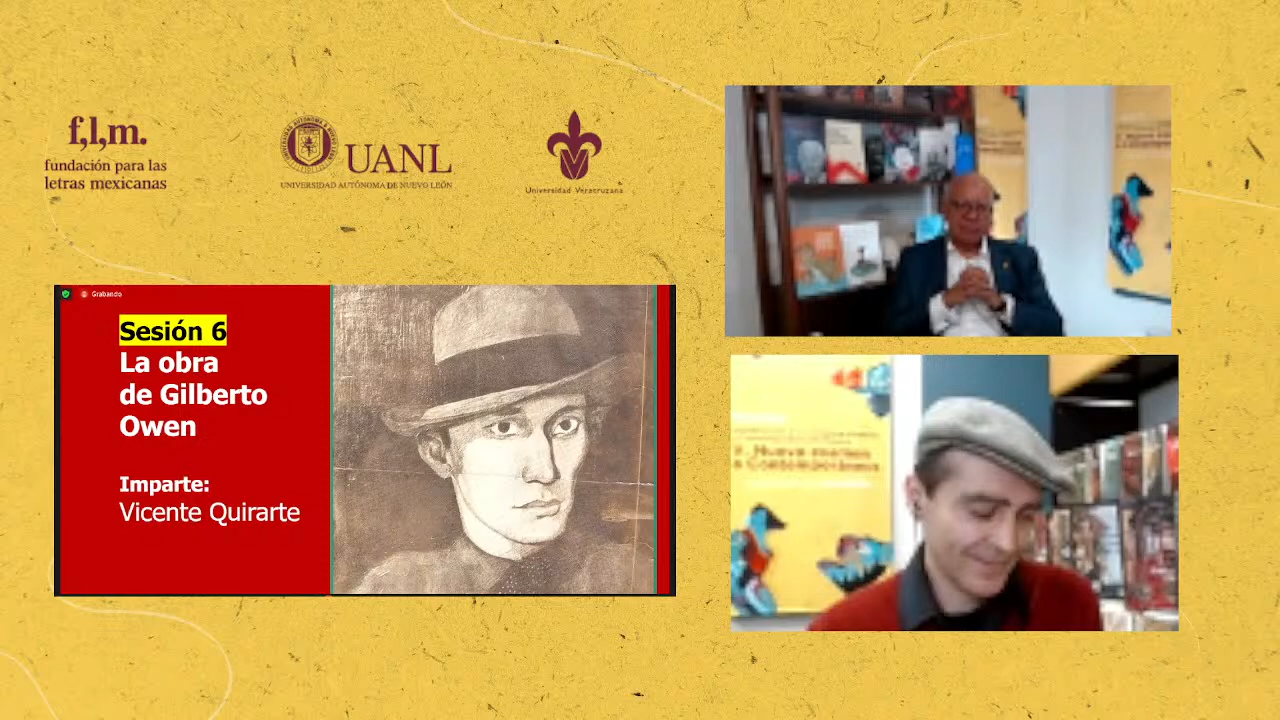 f,l,m.
fundación para las
letras mexicanas
UANL
UNIVERSIDAD AUTÓNOMA DE NUEVO LEÓN
Universidad Veracruzana
Grabando
Sesión 6
La obra
de Gilberto
Owen
Imparte:
Vicente Quirarte